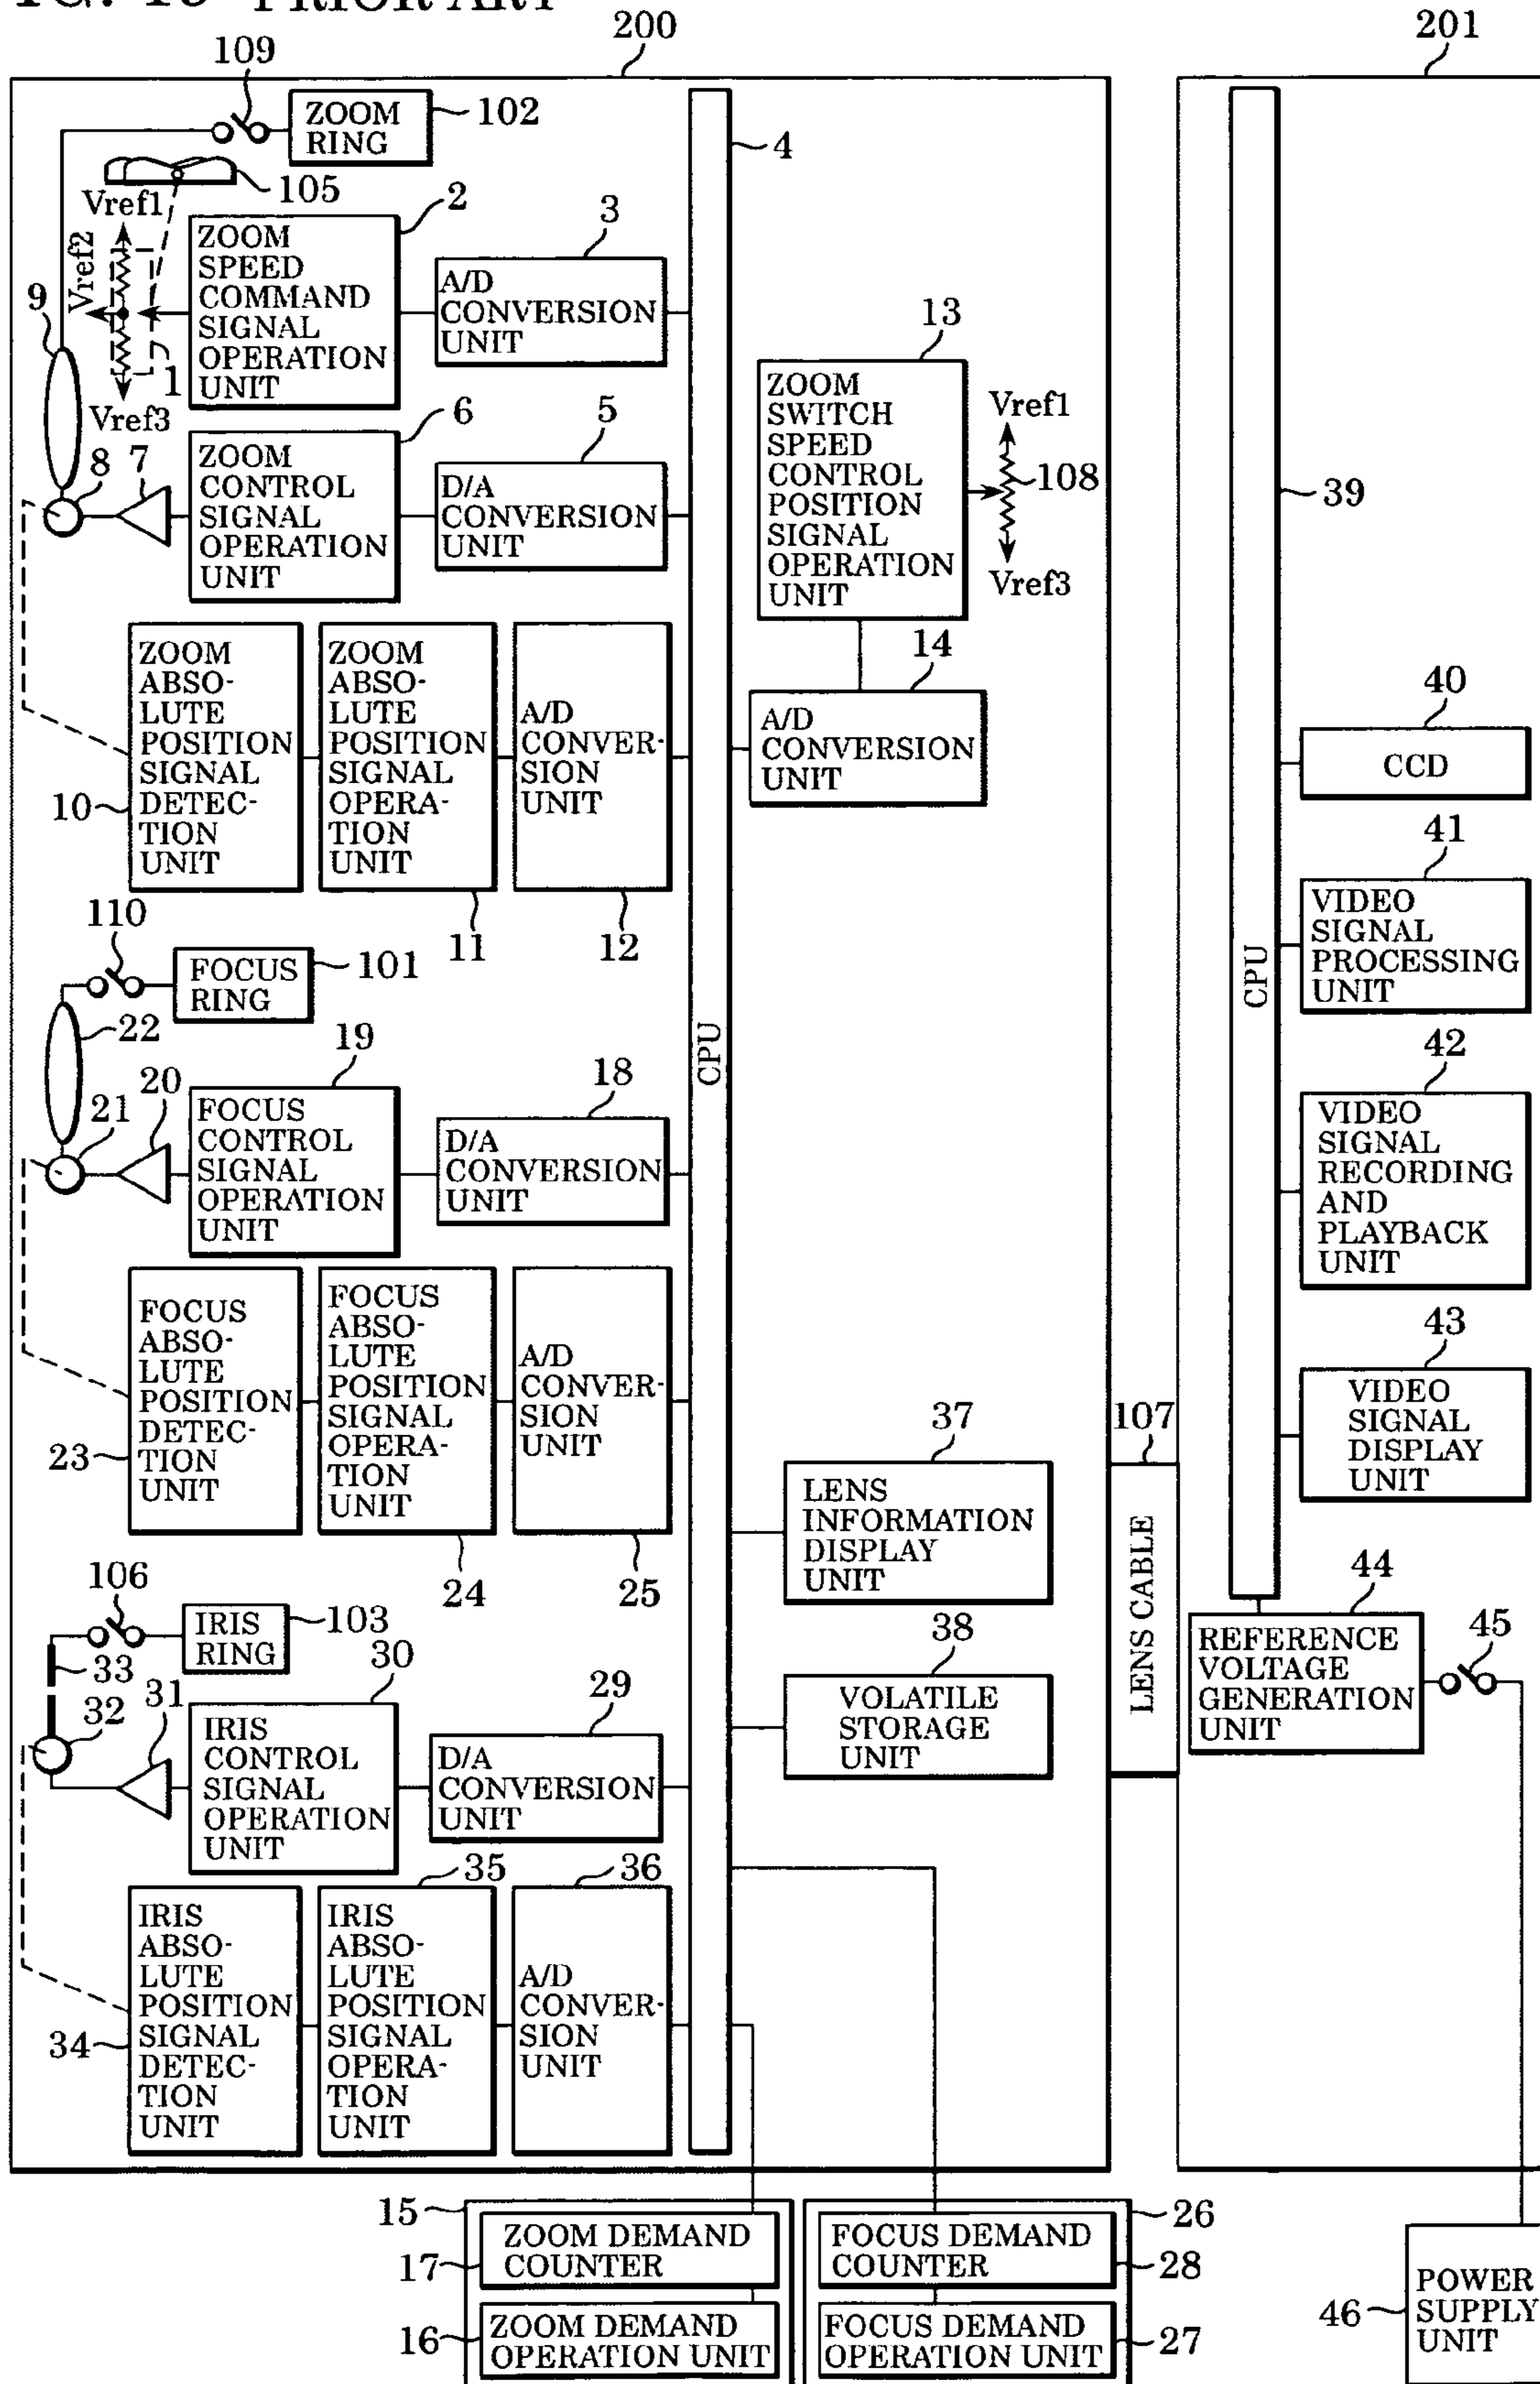 PRIOR ART
200
201
109
ZOOM
RING
102
4
105
Vref1
Vref2
2
ZOOM
SPEED
COMMAND
SIGNAL
OPERATION
UNIT
3
A/D
CONVERSION
UNIT
9
1
Vref3
13
ZOOM
SWITCH
SPEED
CONTROL
POSITION
SIGNAL
OPERATION
UNIT
Vref1
108
Vref3
6
ZOOM
CONTROL
SIGNAL
OPERATION
UNIT
5
D/A
CONVERSION
UNIT
8
7
39
14
A/D
CONVERSION
UNIT
ZOOM
ABSO-
LUTE
POSITION
SIGNAL
DETEC-
TION
UNIT
10
ZOOM
ABSO-
LUTE
POSITION
SIGNAL
OPERA-
TION
UNIT
11
A/D
CONVER-
SION
UNIT
12
40
CCD
41
VIDEO
SIGNAL
PROCESSING
UNIT
CPU
110
FOCUS
RING
101
22
CPU
19
FOCUS
CONTROL
SIGNAL
OPERATION
UNIT
18
D/A
CONVERSION
UNIT
21
20
42
VIDEO
SIGNAL
RECORDING
AND
PLAYBACK
UNIT
FOCUS
ABSO-
LUTE
POSITION
DETEC-
TION
UNIT
23
FOCUS
ABSO-
LUTE
POSITION
SIGNAL
OPERA-
TION
UNIT
24
A/D
CONVER-
SION
UNIT
25
43
VIDEO
SIGNAL
DISPLAY
UNIT
37
LENS
INFORMATION
DISPLAY
UNIT
107
LENS CABLE
44
REFERENCE
VOLTAGE
GENERATION
UNIT
45
106
IRIS
RING
103
33
38
VOLATILE
STORAGE
UNIT
32
31
30
IRIS
CONTROL
SIGNAL
OPERATION
UNIT
29
D/A
CONVERSION
UNIT
IRIS
ABSO-
LUTE
POSITION
SIGNAL
DETEC-
TION
UNIT
34
35
IRIS
ABSO-
LUTE
POSITION
SIGNAL
OPERA-
TION
UNIT
36
A/D
CONVER-
SION
UNIT
15
ZOOM DEMAND
COUNTER
17
ZOOM DEMAND
OPERATION UNIT
16
26
FOCUS DEMAND
COUNTER
28
FOCUS DEMAND
OPERATION UNIT
27
POWER
SUPPLY
UNIT
46